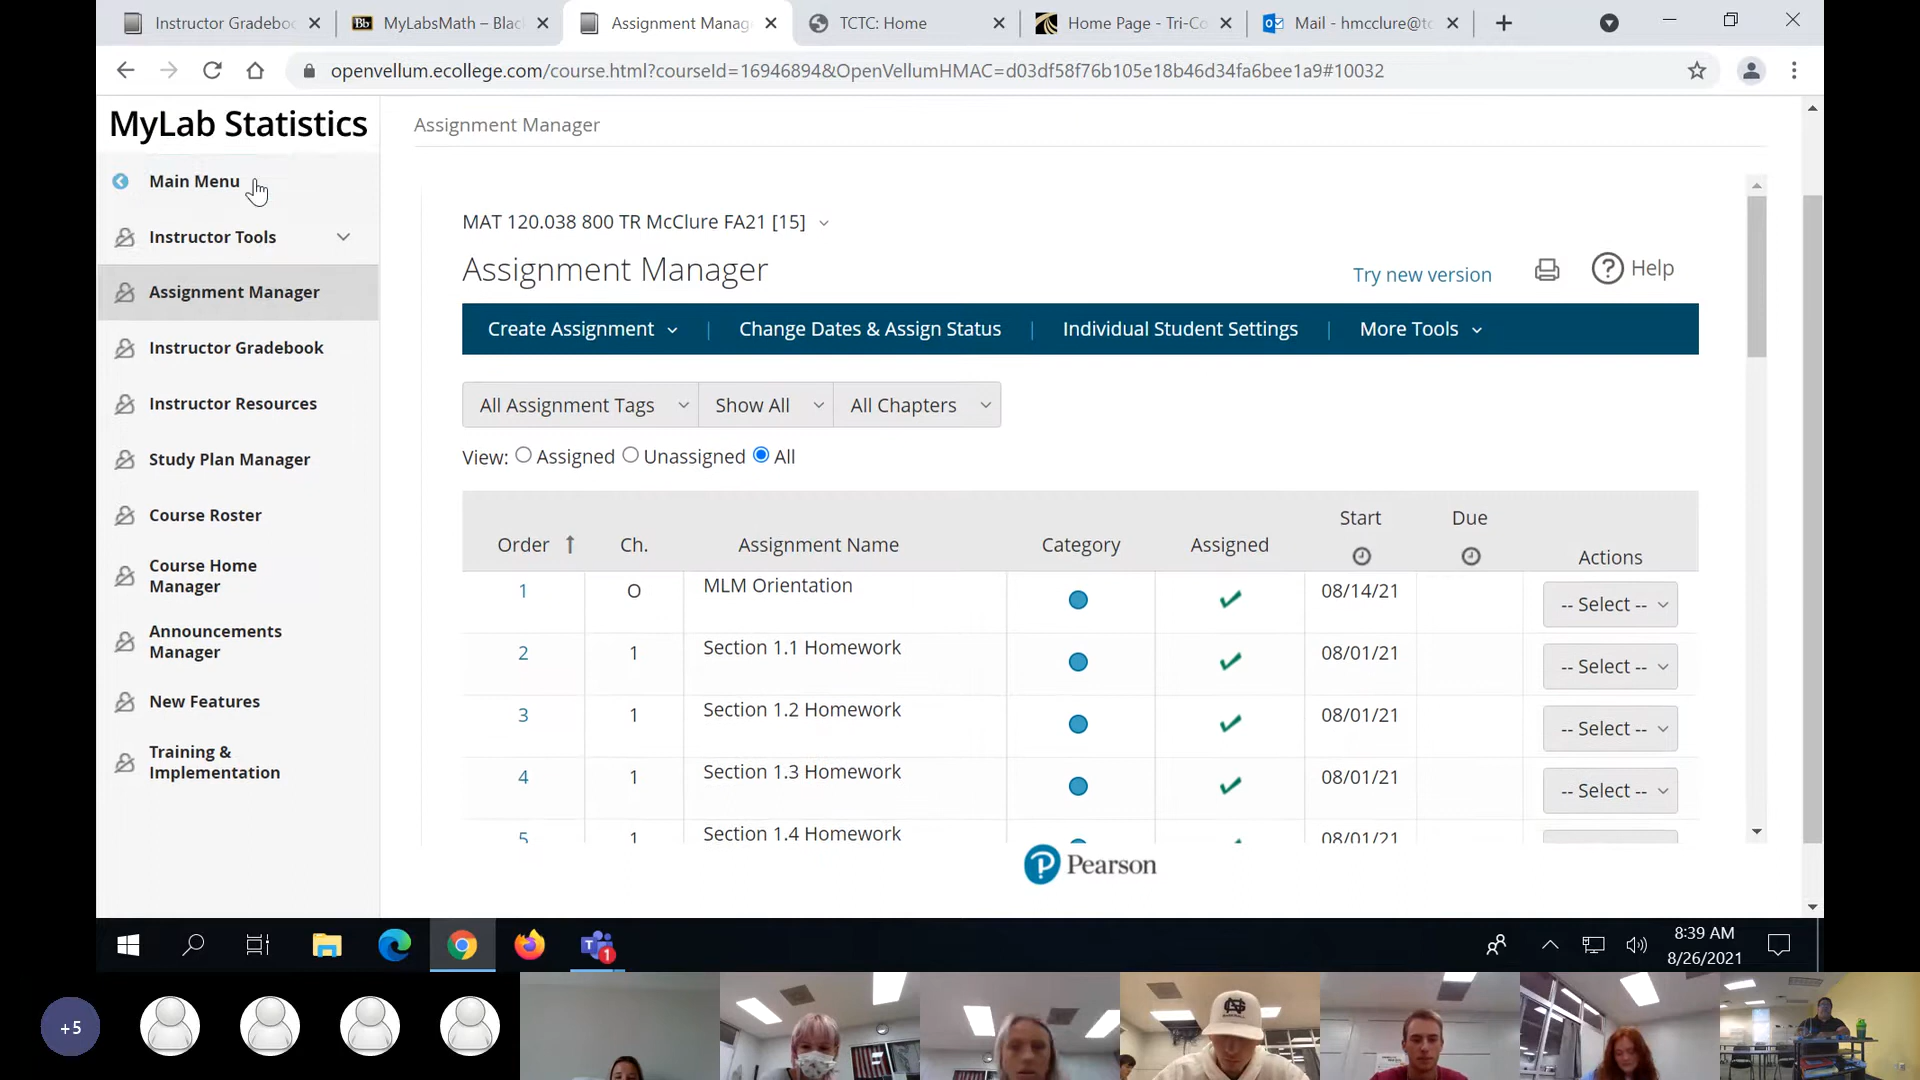 Instructor Gradeboo
MyLabsMath – Blac
Assignment Manag
TCTC: Home
Home Page - Tri-Co
Mail - hmcclure@tc
openvellum.ecollege.com/course.html?courseId=16946894&OpenVellumHMAC=d03df58f76b105e18b46d34fa6bee1a9#10032
MyLab Statistics
Main Menu
Instructor Tools
Assignment Manager
Instructor Gradebook
Instructor Resources
Study Plan Manager
Course Roster
Course Home
Manager
Announcements
Manager
New Features
Training &
Implementation
Assignment Manager
MAT 120.038 800 TR McClure FA21 [15]
Assignment Manager
Try new version
Help
Create Assignment
Change Dates & Assign Status
Individual Student Settings
More Tools
All Assignment Tags
Show All
All Chapters
View: Assigned Unassigned All
Order Ch. Assignment Name Category Assigned Start Due Actions
1 O MLM Orientation 08/14/21 -- Select --
2 1 Section 1.1 Homework 08/01/21 -- Select --
3 1 Section 1.2 Homework 08/01/21 -- Select --
4 1 Section 1.3 Homework 08/01/21 -- Select --
5 1 Section 1.4 Homework 08/01/21
Pearson
8:39 AM
8/26/2021
+5